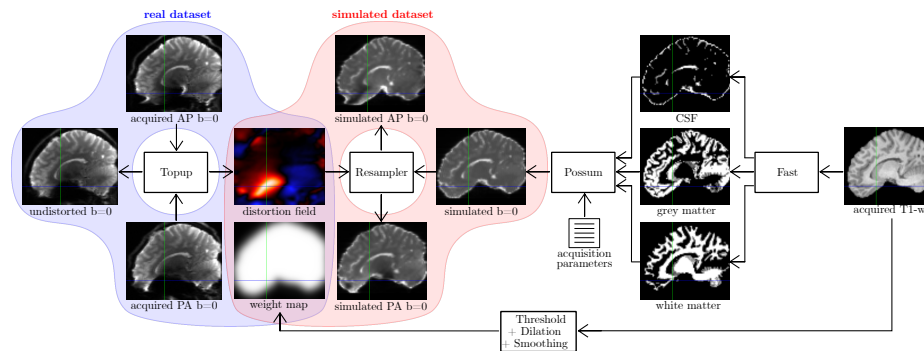 real dataset
simulated dataset
acquired AP b=0
simulated AP b=0
CSF
Topup
Resampler
Possum
Fast
undistorted b=0
distortion field
simulated b=0
grey matter
acquired T1-w
acquisition
parameters
acquired PA b=0
weight map
simulated PA b=0
white matter
Threshold
+ Dilation
+ Smoothing